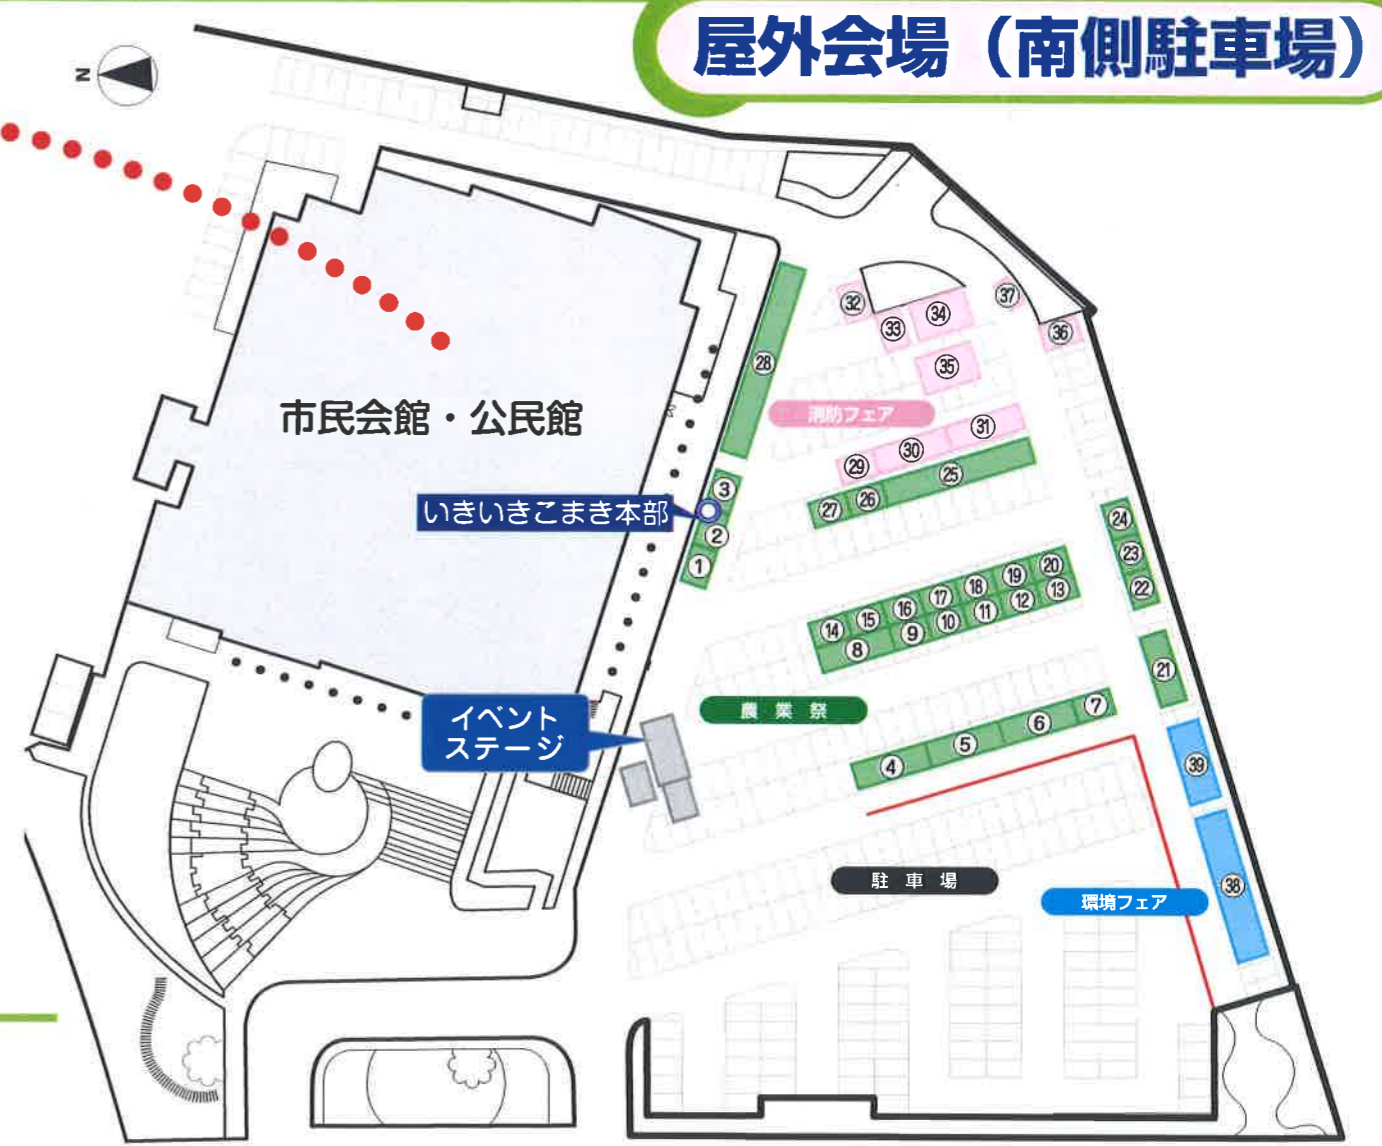 屋外会場（南側駐車場）
N
市民会館・公民館
いきいきこまき本部
イベント
ステージ
消防フェア
農業祭
駐車場
環境フェア
㉜
㉝
㉞
㊲
㊱
㉟
㉘
㉙ ㉚ ㉛
㉗ ㉖ ㉕
③
②
①
㉔
㉓
㉒
⑭ ⑮ ⑯ ⑰ ⑱ ⑲ ⑳
⑧ ⑨ ⑩ ⑪ ⑫ ⑬
㉑
④ ⑤ ⑥ ⑦
㊴
㊳